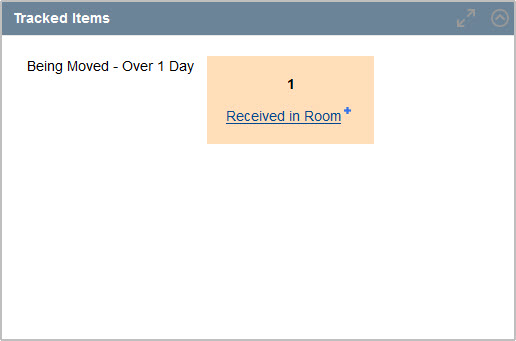 Tracked Items
Being Moved - Over 1 Day
1
Received in Room